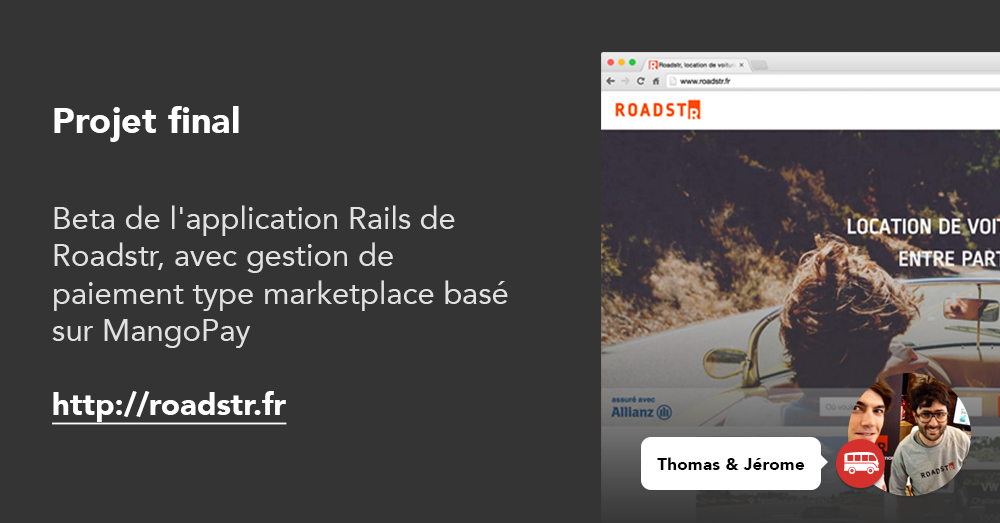 Projet final
Beta de l'application Rails de
Roadstr, avec gestion de
paiement type marketplace basé
sur MangoPay
http://roadstr.fr
Roadstr, location de voitu
www.roadstr.fr
ROADSTR
LOCATION DE VOIT
ENTRE PART
assuré avec
Allianz
Où vou
Thomas & Jérome
ROADSTR